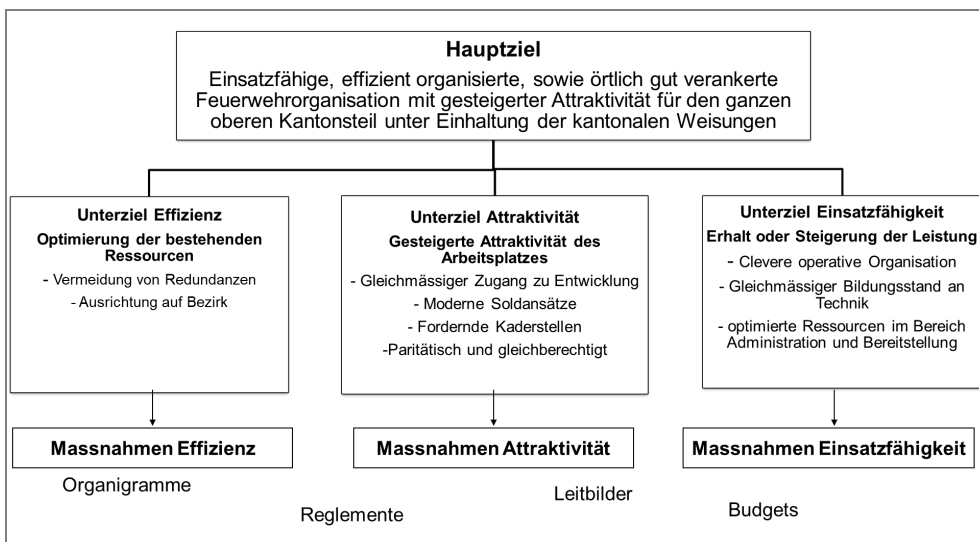 Hauptziel
Einsatzfähige, effizient organisierte, sowie örtlich gut verankerte
Feuerwehrorganisation mit gesteigerter Attraktivität für den ganzen
oberen Kantonsteil unter Einhaltung der kantonalen Weisungen
Unterziel Effizienz
Optimierung der bestehenden
Ressourcen
- Vermeidung von Redundanzen
- Ausrichtung auf Bezirk
Unterziel Attraktivität
Gesteigerte Attraktivität des
Arbeitsplatzes
- Gleichmässiger Zugang zu Entwicklung
- Moderne Soldansätze
- Fordernde Kaderstellen
-Paritätisch und gleichberechtigt
Unterziel Einsatzfähigkeit
Erhalt oder Steigerung der Leistung
- Clevere operative Organisation
- Gleichmässiger Bildungsstand an
Technik
- optimierte Ressourcen im Bereich
Administration und Bereitstellung
Massnahmen Effizienz
Massnahmen Attraktivität
Massnahmen Einsatzfähigkeit
Organigramme
Reglemente
Leitbilder
Budgets